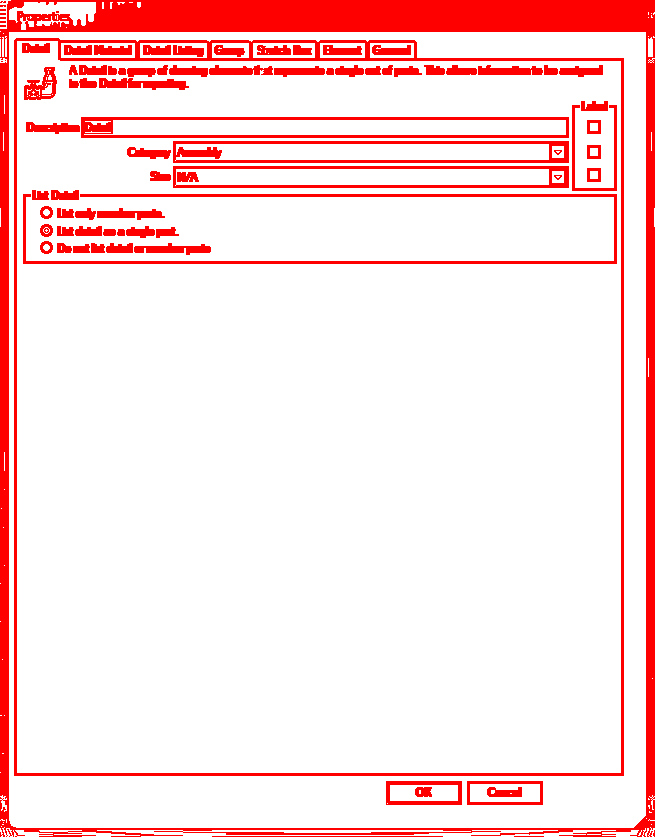 Properties
Detail Detail Material Detail Listing Group Stretch Box Element General
A Detail is a group of drawing elements that represents a single set of parts. This allows information to be assigned
to the Detail for reporting.
Label
Description Detail
Category Assembly
Size N/A
List Detail
List only member parts.
List detail as a single part.
Do not list detail or member parts
OK Cancel